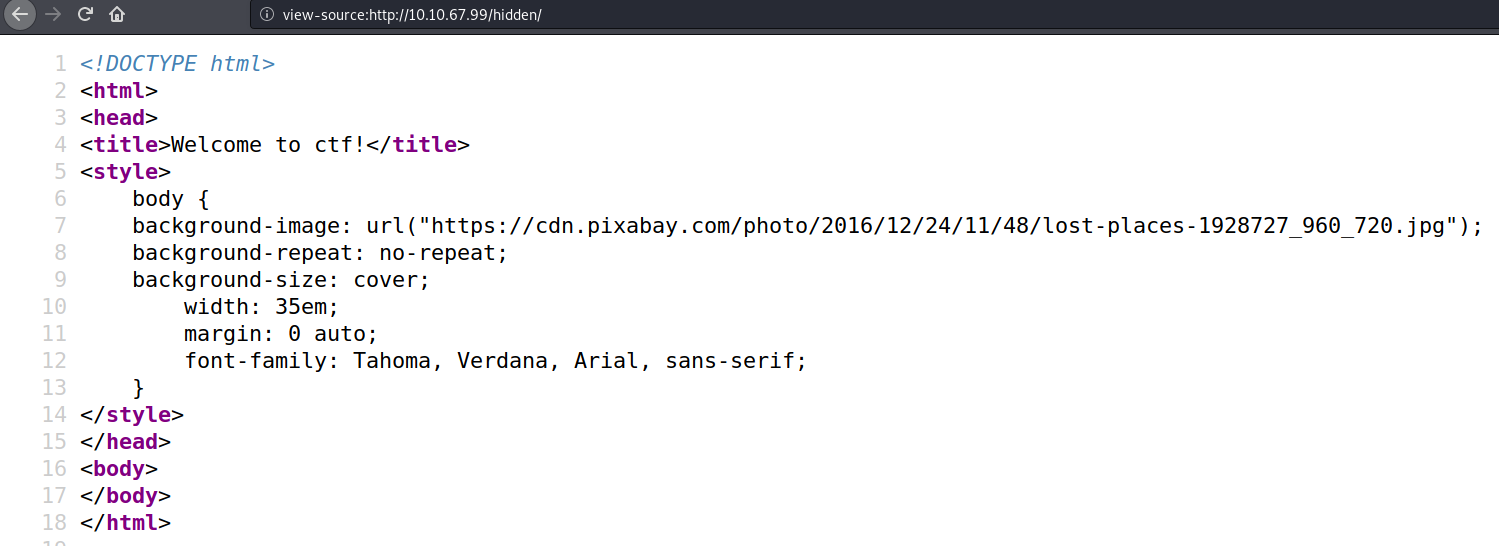 view-source:http://10.10.67.99/hidden/
1 <!DOCTYPE html>
2 <html>
3 <head>
4 <title>Welcome to ctf!</title>
5 <style>
6     body {
7     background-image: url("https://cdn.pixabay.com/photo/2016/12/24/11/48/lost-places-1928727_960_720.jpg");
8     background-repeat: no-repeat;
9     background-size: cover;
10         width: 35em;
11         margin: 0 auto;
12         font-family: Tahoma, Verdana, Arial, sans-serif;
13     }
14 </style>
15 </head>
16 <body>
17 </body>
18 </html>